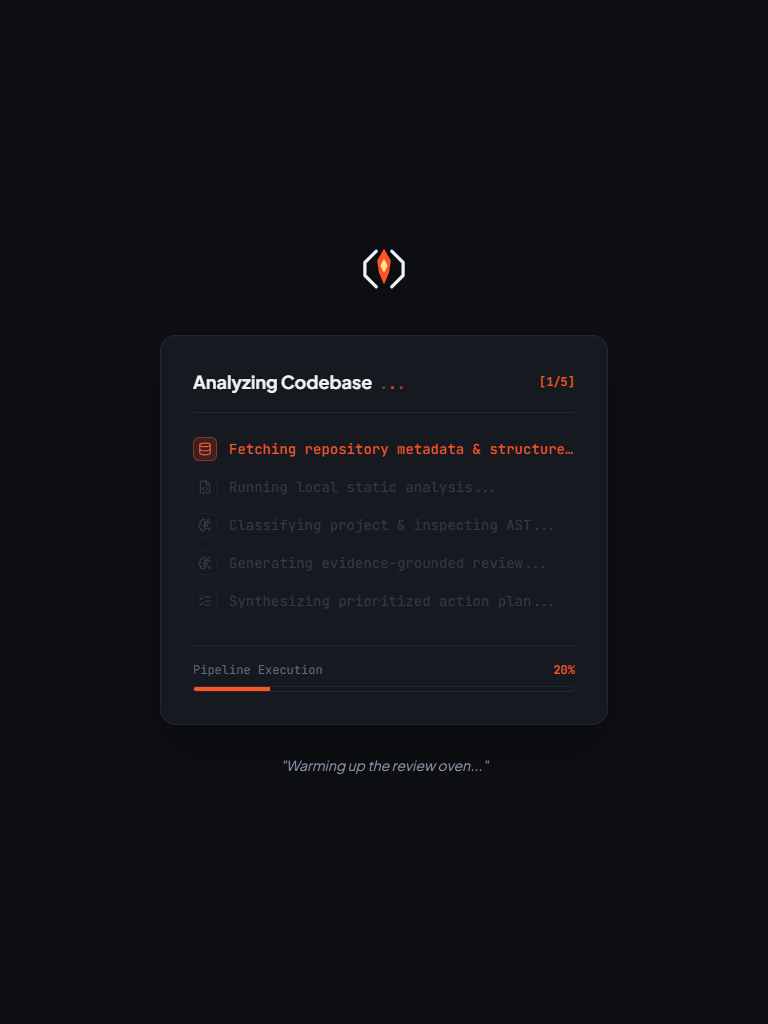 Analyzing Codebase ...
[1/5]
Fetching repository metadata & structure…
Running local static analysis...
Classifying project & inspecting AST...
Generating evidence-grounded review...
Synthesizing prioritized action plan...
Pipeline Execution
20%
"Warming up the review oven..."